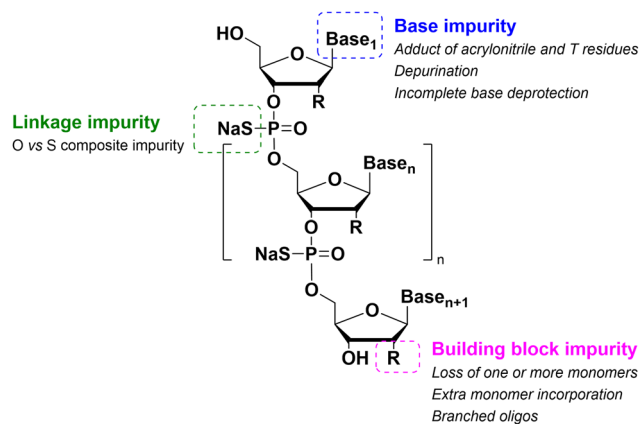 Base impurity
HO
Base1
O
Adduct of acrylonitrile and T residues
Depurination
R
Incomplete base deprotection
O
Linkage impurity
NaS P=O
O vs S composite impurity
O
Basen
O
R
O
NaS P=O
n
O
Basen+1
O
OH R
Building block impurity
Loss of one or more monomers
Extra monomer incorporation
Branched oligos